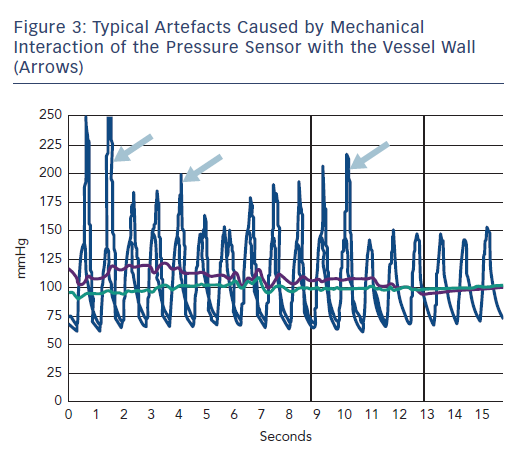 Figure 3: Typical Artefacts Caused by Mechanical
Interaction of the Pressure Sensor with the Vessel Wall
(Arrows)
250
225
200
175
150
125
100
75
50
25
0
mmHg
0 1 2 3 4 5 6 7 8 9 10 11 12 13 14 15
Seconds